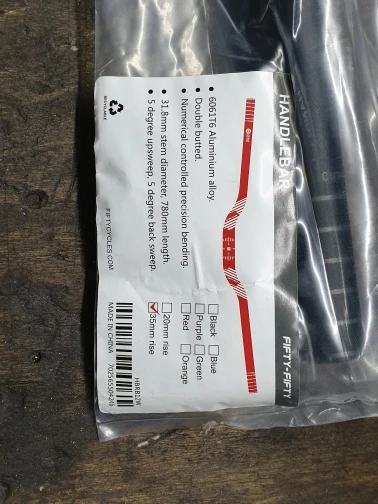 HANDLEBAR
FIFTY-FIFTY
• 6061T6 Aluminium alloy.
• Double butted.
• Numerical controlled precision bending.
• 31.8mm stem diameter, 780mm length.
• 5 degree upsweep, 5 degree back sweep.
Black
Blue
Purple
Green
Red
Orange
20mm rise
35mm rise
FIFTYCYCLES.COM
MADE IN CHINA